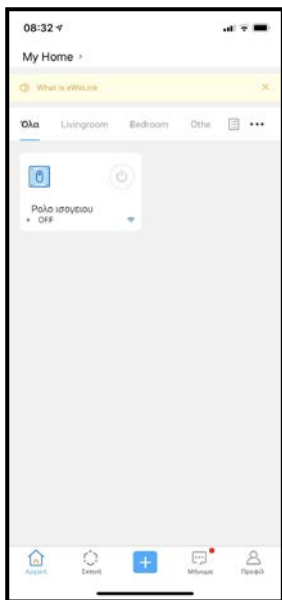 08:32
My Home
What is eWeLink
Όλα Livingroom Bedroom Othe
Ρολο ισογειου
OFF
Αρχική Σκηνή Μήνυμα Προφίλ